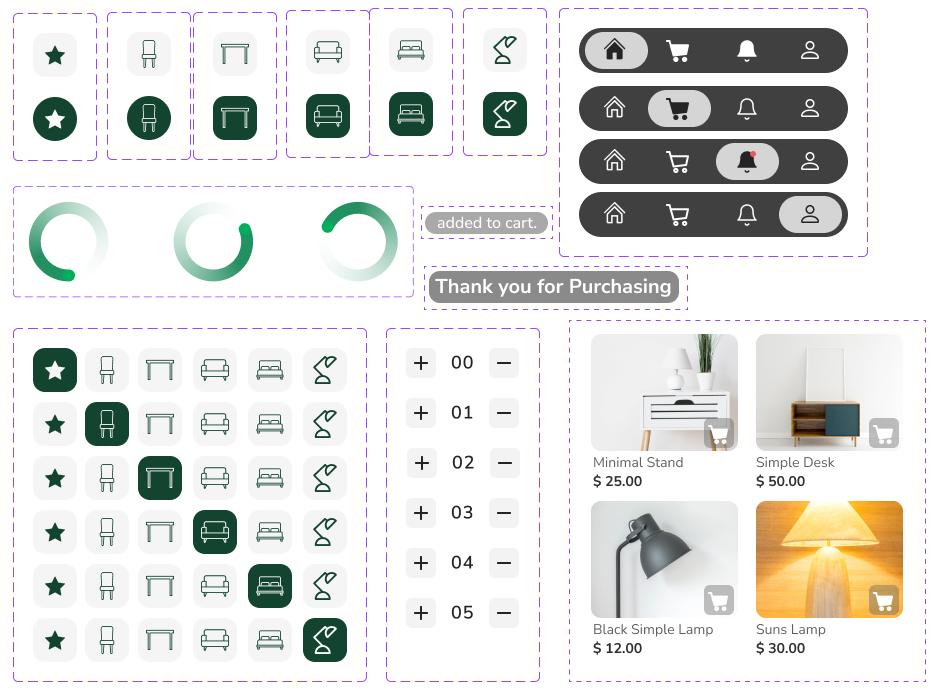 added to cart.
Thank you for Purchasing
00
01
02
03
04
05
Minimal Stand
$ 25.00
Simple Desk
$ 50.00
Black Simple Lamp
$ 12.00
Suns Lamp
$ 30.00